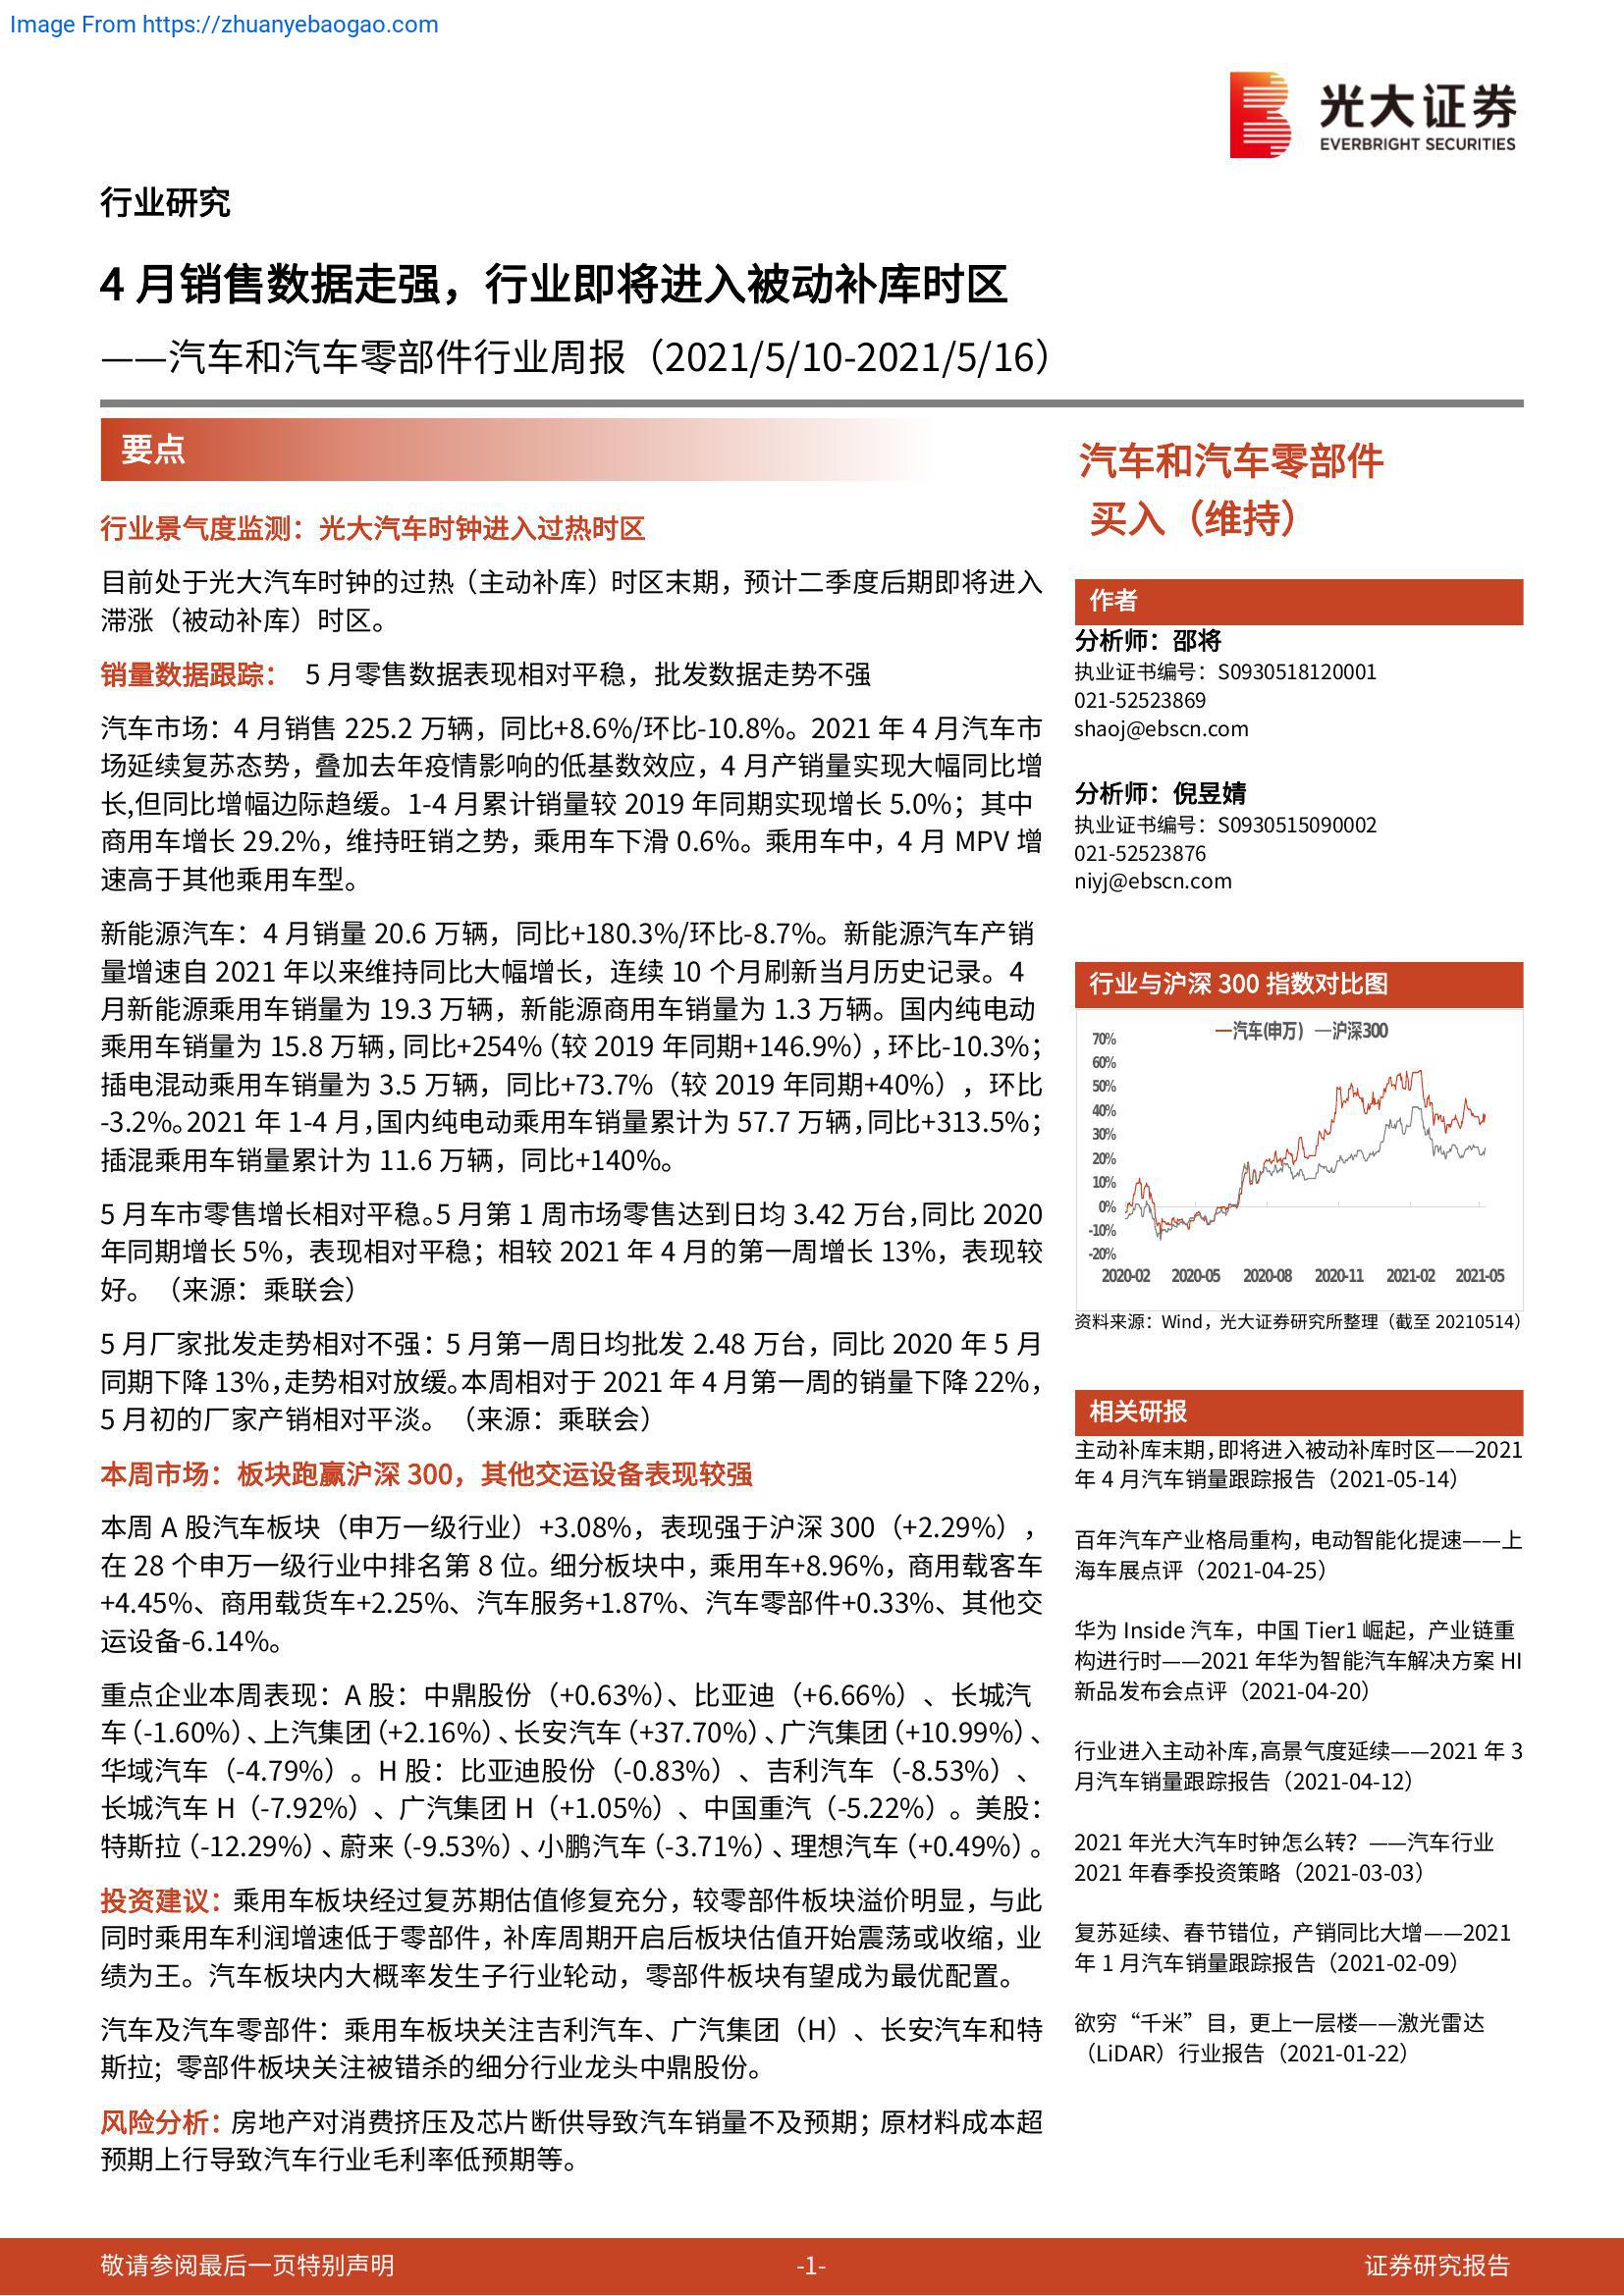 Image From https://zhuanyebaogao.com
光大证券
EVERBRIGHT SECURITIES
行业研究
4 月销售数据走强，行业即将进入被动补库时区
——汽车和汽车零部件行业周报（2021/5/10-2021/5/16）
要点
行业景气度监测：光大汽车时钟进入过热时区
目前处于光大汽车时钟的过热（主动补库）时区末期，预计二季度后期即将进入
滞涨（被动补库）时区。
销量数据跟踪： 5 月零售数据表现相对平稳，批发数据走势不强
汽车市场：4 月销售 225.2 万辆，同比+8.6%/环比-10.8%。2021 年 4 月汽车市
场延续复苏态势，叠加去年疫情影响的低基数效应，4 月产销量实现大幅同比增
长,但同比增幅边际趋缓。1-4 月累计销量较 2019 年同期实现增长 5.0%；其中
商用车增长 29.2%，维持旺销之势，乘用车下滑 0.6%。乘用车中，4 月 MPV 增
速高于其他乘用车型。
新能源汽车：4 月销量 20.6 万辆，同比+180.3%/环比-8.7%。新能源汽车产销
量增速自 2021 年以来维持同比大幅增长，连续 10 个月刷新当月历史记录。4
月新能源乘用车销量为 19.3 万辆，新能源商用车销量为 1.3 万辆。国内纯电动
乘用车销量为 15.8 万辆，同比+254%（较 2019 年同期+146.9%），环比-10.3%；
插电混动乘用车销量为 3.5 万辆，同比+73.7%（较 2019 年同期+40%），环比
-3.2%。2021 年 1-4 月，国内纯电动乘用车销量累计为 57.7 万辆，同比+313.5%；
插混乘用车销量累计为 11.6 万辆，同比+140%。
5 月车市零售增长相对平稳。5 月第 1 周市场零售达到日均 3.42 万台，同比 2020
年同期增长 5%，表现相对平稳；相较 2021 年 4 月的第一周增长 13%，表现较
好。（来源：乘联会）
5 月厂家批发走势相对不强：5 月第一周日均批发 2.48 万台，同比 2020 年 5 月
同期下降 13%，走势相对放缓。本周相对于 2021 年 4 月第一周的销量下降 22%，
5 月初的厂家产销相对平淡。（来源：乘联会）
本周市场：板块跑赢沪深 300，其他交运设备表现较强
本周 A 股汽车板块（申万一级行业）+3.08%，表现强于沪深 300（+2.29%），
在 28 个申万一级行业中排名第 8 位。细分板块中，乘用车+8.96%，商用载客车
+4.45%、商用载货车+2.25%、汽车服务+1.87%、汽车零部件+0.33%、其他交
运设备-6.14%。
重点企业本周表现：A 股：中鼎股份（+0.63%）、比亚迪（+6.66%）、长城汽
车（-1.60%）、上汽集团（+2.16%）、长安汽车（+37.70%）、广汽集团（+10.99%）、
华域汽车（-4.79%）。H 股：比亚迪股份（-0.83%）、吉利汽车（-8.53%）、
长城汽车 H（-7.92%）、广汽集团 H（+1.05%）、中国重汽（-5.22%）。美股：
特斯拉（-12.29%）、蔚来（-9.53%）、小鹏汽车（-3.71%）、理想汽车（+0.49%）。
投资建议：乘用车板块经过复苏期估值修复充分，较零部件板块溢价明显，与此
同时乘用车利润增速低于零部件，补库周期开启后板块估值开始震荡或收缩，业
绩为王。汽车板块内大概率发生子行业轮动，零部件板块有望成为最优配置。
汽车及汽车零部件：乘用车板块关注吉利汽车、广汽集团（H）、长安汽车和特
斯拉；零部件板块关注被错杀的细分行业龙头中鼎股份。
风险分析：房地产对消费挤压及芯片断供导致汽车销量不及预期；原材料成本超
预期上行导致汽车行业毛利率低预期等。
汽车和汽车零部件
买入（维持）
作者
分析师：邵将
执业证书编号：S0930518120001
021-52523869
shaoj@ebscn.com
分析师：倪昱婧
执业证书编号：S0930515090002
021-52523876
niyj@ebscn.com
行业与沪深 300 指数对比图
汽车(申万) 沪深300
70%
60%
50%
40%
30%
20%
10%
0%
-10%
-20%
2020-02 2020-05 2020-08 2020-11 2021-02 2021-05
资料来源：Wind，光大证券研究所整理（截至 20210514）
相关研报
主动补库末期，即将进入被动补库时区——2021
年 4 月汽车销量跟踪报告（2021-05-14）
百年汽车产业格局重构，电动智能化提速——上
海车展点评（2021-04-25）
华为 Inside 汽车，中国 Tier1 崛起，产业链重
构进行时——2021 年华为智能汽车解决方案 HI
新品发布会点评（2021-04-20）
行业进入主动补库，高景气度延续——2021 年 3
月汽车销量跟踪报告（2021-04-12）
2021 年光大汽车时钟怎么转？——汽车行业
2021 年春季投资策略（2021-03-03）
复苏延续、春节错位，产销同比大增——2021
年 1 月汽车销量跟踪报告（2021-02-09）
欲穷“千米”目，更上一层楼——激光雷达
（LiDAR）行业报告（2021-01-22）
敬请参阅最后一页特别声明
-1-
证券研究报告